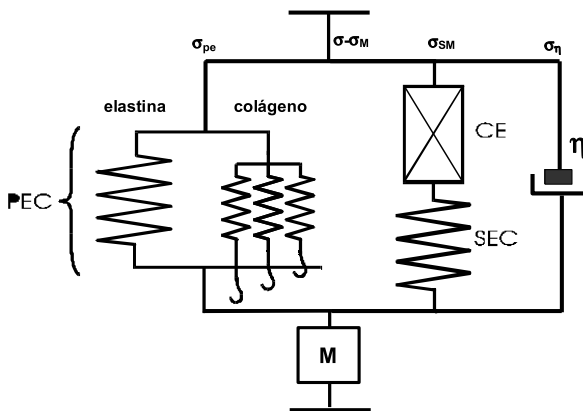 σpe
σ-σM
σSM
ση
elastina
colágeno
CE
η
PEC
SEC
M